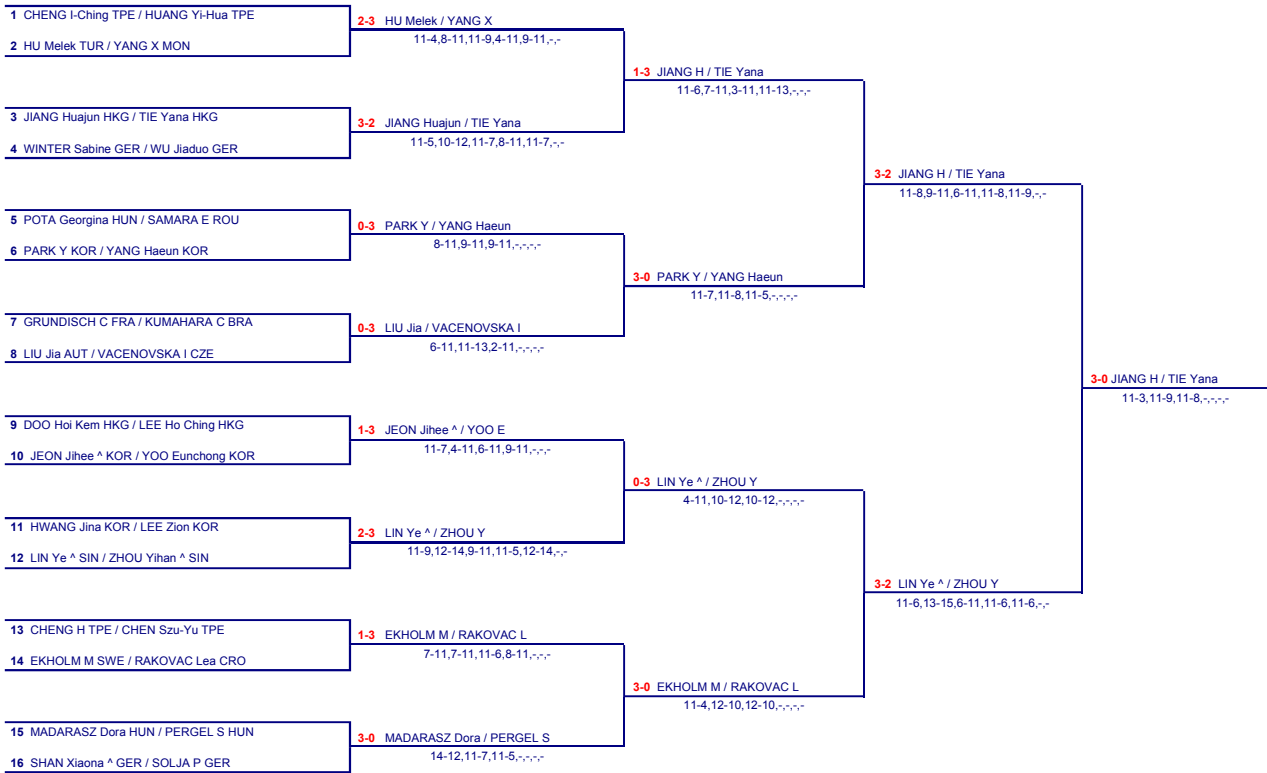 1 CHENG I-Ching TPE / HUANG Yi-Hua TPE
2 HU Melek TUR / YANG X MON
3 JIANG Huajun HKG / TIE Yana HKG
4 WINTER Sabine GER / WU Jiaduo GER
5 POTA Georgina HUN / SAMARA E ROU
6 PARK Y KOR / YANG Haeun KOR
7 GRUNDISCH C FRA / KUMAHARA C BRA
8 LIU Jia AUT / VACENOVSKA I CZE
9 DOO Hoi Kem HKG / LEE Ho Ching HKG
10 JEON Jihee ^ KOR / YOO Eunchong KOR
11 HWANG Jina KOR / LEE Zion KOR
12 LIN Ye ^ SIN / ZHOU Yihan ^ SIN
13 CHENG H TPE / CHEN Szu-Yu TPE
14 EKHOLM M SWE / RAKOVAC Lea CRO
15 MADARASZ Dora HUN / PERGEL S HUN
16 SHAN Xiaona ^ GER / SOLJA P GER
2-3 HU Melek / YANG X
11-4,8-11,11-9,4-11,9-11,-,-
3-2 JIANG Huajun / TIE Yana
11-5,10-12,11-7,8-11,11-7,-,-
0-3 PARK Y / YANG Haeun
8-11,9-11,9-11,-,-,-,-
0-3 LIU Jia / VACENOVSKA I
6-11,11-13,2-11,-,-,-,-
1-3 JEON Jihee ^ / YOO E
11-7,4-11,6-11,9-11,-,-,-
2-3 LIN Ye ^ / ZHOU Y
11-9,12-14,9-11,11-5,12-14,-,-
1-3 EKHOLM M / RAKOVAC L
7-11,7-11,11-6,8-11,-,-,-
3-0 MADARASZ Dora / PERGEL S
14-12,11-7,11-5,-,-,-,-
1-3 JIANG H / TIE Yana
11-6,7-11,3-11,11-13,-,-,-
3-0 PARK Y / YANG Haeun
11-7,11-8,11-5,-,-,-,-
0-3 LIN Ye ^ / ZHOU Y
4-11,10-12,10-12,-,-,-,-
3-0 EKHOLM M / RAKOVAC L
11-4,12-10,12-10,-,-,-,-
3-2 JIANG H / TIE Yana
11-8,9-11,6-11,11-8,11-9,-,-
3-2 LIN Ye ^ / ZHOU Y
11-6,13-15,6-11,11-6,11-6,-,-
3-0 JIANG H / TIE Yana
11-3,11-9,11-8,-,-,-,-